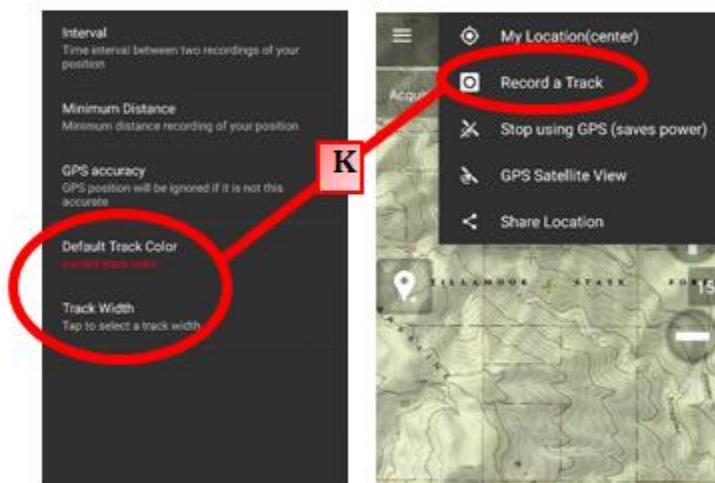 Interval
Time interval between two recordings of your
position
Minimum Distance
Minimum distance recording of your position
GPS accuracy
GPS position will be ignored if it is not this
accurate
Default Track Color
Track Width
Tap to select a track width
K
My Location(center)
Record a Track
Stop using GPS (saves power)
GPS Satellite View
Share Location
TILLAMOOK STATE
15